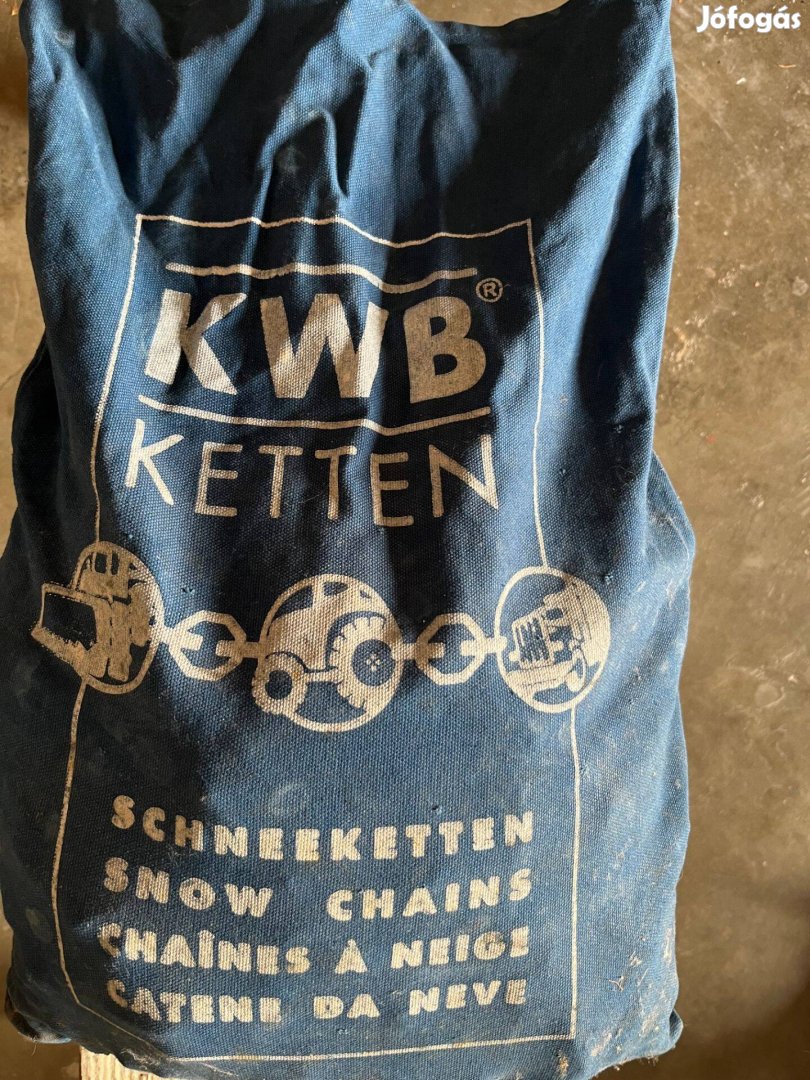 Jófogás
KWB®
KETTEN
SCHNEEKETTEN
SNOW CHAINS
CHAÎNES À NEIGE
CATENE DA NEVE